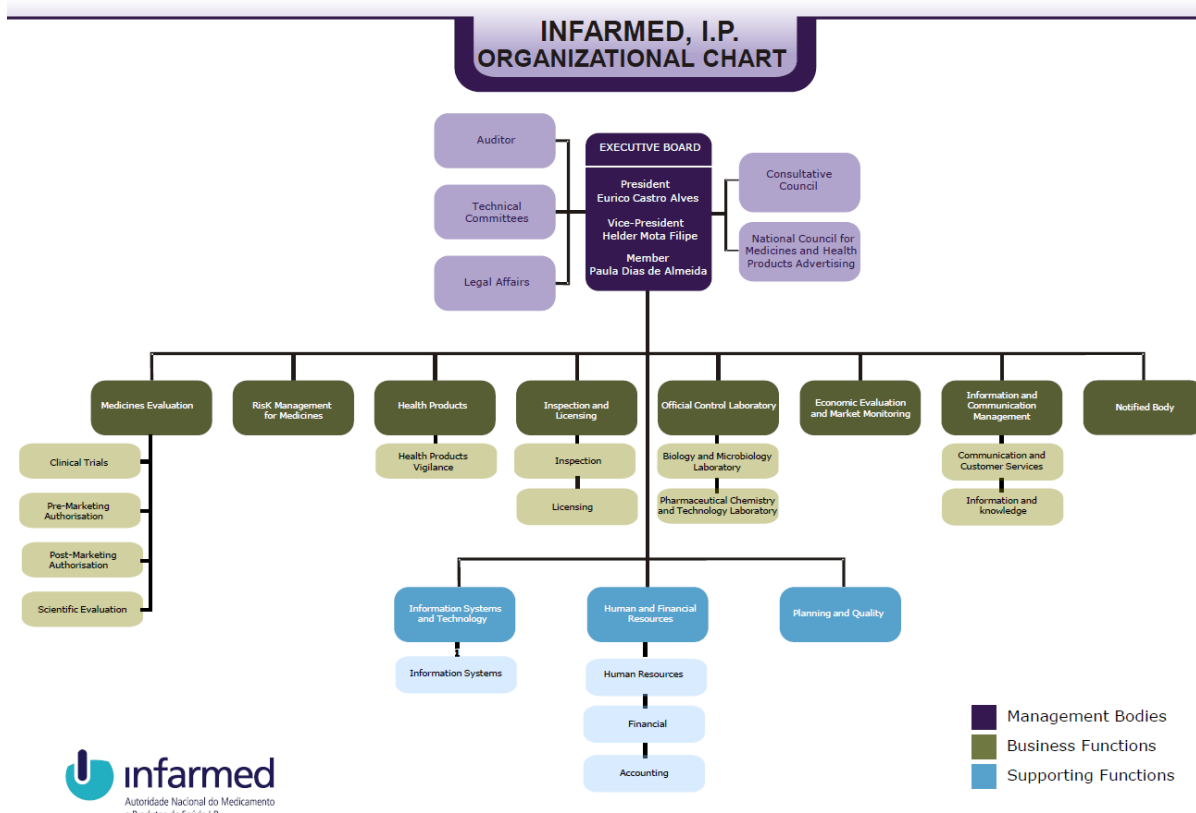 INFARMED, I.P.
ORGANIZATIONAL CHART
Auditor
Technical
Committees
Legal Affairs
EXECUTIVE BOARD
President
Eurico Castro Alves
Vice-President
Helder Mota Filipe
Member
Paula Dias de Almeida
Consultative
Council
National Council for
Medicines and Health
Products Advertising
Medicines Evaluation
RisK Management
for Medicines
Health Products
Inspection and
Licensing
Official Control Laboratory
Economic Evaluation
and Market Monitoring
Information and
Communication
Management
Notified Body
Clinical Trials
Pre-Marketing
Authorisation
Post-Marketing
Authorisation
Scientific Evaluation
Health Products
Vigilance
Inspection
Licensing
Biology and Microbiology
Laboratory
Pharmaceutical Chemistry
and Technology Laboratory
Communication and
Customer Services
Information and
knowledge
Information Systems
and Technology
Human and Financial
Resources
Planning and Quality
1
Information Systems
Human Resources
Financial
Accounting
Management Bodies
Business Functions
Supporting Functions
infarmed
Autoridade Nacional do Medicamento
e Produtos de Saúde I.P.